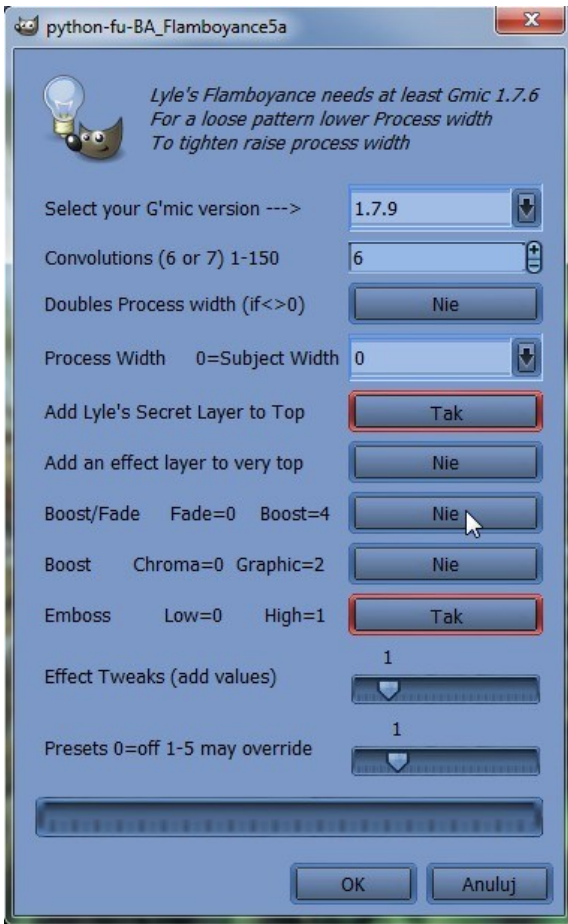 python-fu-BA_Flamboyance5a
Lyle's Flamboyance needs at least Gmic 1.7.6
For a loose pattern lower Process width
To tighten raise process width
Select your G'mic version ---> 1.7.9
Convolutions (6 or 7) 1-150 6
Doubles Process width (if<>0) Nie
Process Width 0=Subject Width 0
Add Lyle's Secret Layer to Top Tak
Add an effect layer to very top Nie
Boost/Fade Fade=0 Boost=4 Nie
Boost Chroma=0 Graphic=2 Nie
Emboss Low=0 High=1 Tak
1
Effect Tweaks (add values)
1
Presets 0=off 1-5 may override
OK Anuluj